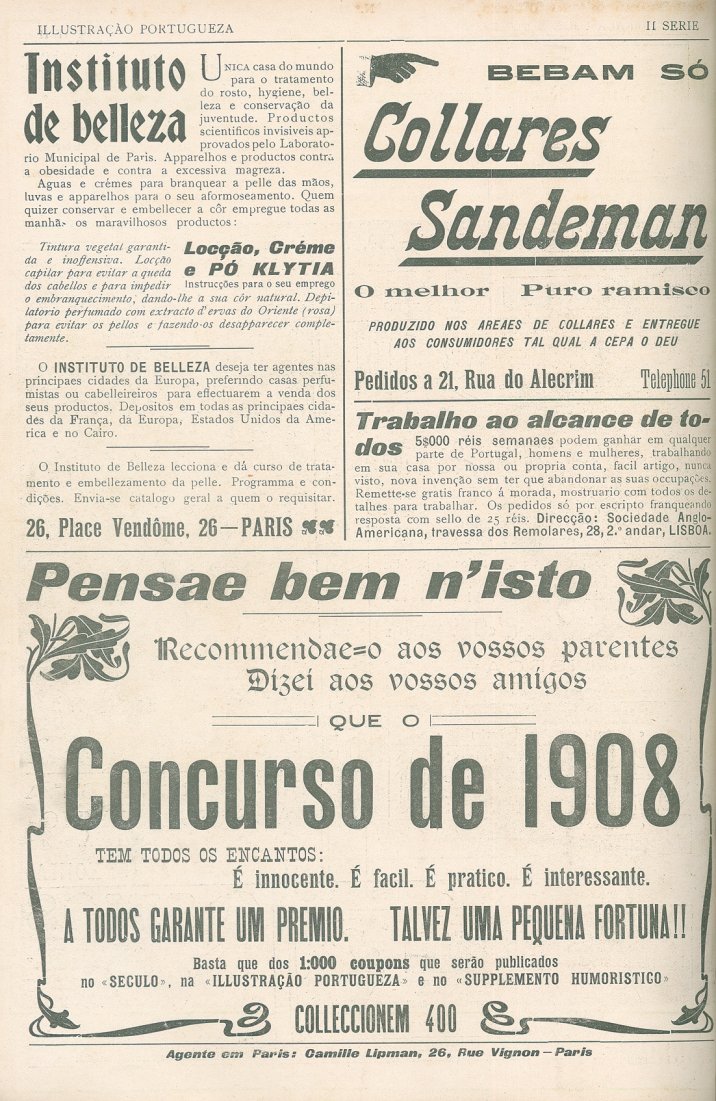 ILLUSTRAÇÃO PORTUGUEZA
II SERIE
Instituto
de belleza
UNICA casa do mundo
para o tratamento
do rosto, hygiene, bel-
leza e conservação da
juventude. Productos
scientificos invisiveis ap-
provados pelo Laborato-
rio Municipal de Paris. Apparelhos e productos contra
a obesidade e contra a excessiva magreza.
Aguas e crémes para branquear a pelle das mãos,
luvas e apparelhos para o seu aformoseamento. Quem
quizer conservar e embellecer a côr empregue todas as
manhãs os maravilhosos productos:
Tintura vegetal garanti-
da e inoffensiva. Locção
capilar para evitar a queda
dos cabellos e para impedir
o embranquecimento, dando-lhe a sua côr natural. Depi-
latorio perfumado com extracto d'ervas do Oriente (rosa)
para evitar os pellos e fazendo-os desapparecer comple-
tamente.
Locção, Créme
e PÓ KLYTIA
Instrucções para o seu emprego
O INSTITUTO DE BELLEZA deseja ter agentes nas
principaes cidades da Europa, preferindo casas perfu-
mistas ou cabelleireiros para effectuarem a venda dos
seus productos. Depositos em todas as principaes cida-
des da França, da Europa, Estados Unidos da Ame-
rica e no Cairo.
O Instituto de Belleza lecciona e dá curso de trata-
mento e embellezamento da pelle. Programma e con-
dições. Envia-se catalogo geral a quem o requisitar.
26, Place Vendôme, 26—PARIS
BEBAM SÓ
Collares
Sandeman
O melhor Puro ramisco
PRODUZIDO NOS AREAES DE COLLARES E ENTREGUE
AOS CONSUMIDORES TAL QUAL A CEPA O DEU
Pedidos a 21, Rua do Alecrim Telephone 51
Trabalho ao alcance de to-
dos 5$000 réis semanaes podem ganhar em qualquer
parte de Portugal, homens e mulheres, trabalhando
em sua casa por nossa ou propria conta, facil artigo, nunca
visto, nova invenção sem ter que abandonar as suas occupações.
Remette-se gratis franco á morada, mostruario com todos os de-
talhes para trabalhar. Os pedidos só por escripto franqueando
resposta com sello de 25 réis. Direcção: Sociedade Anglo-
Americana, travessa dos Remolares, 28, 2.º andar, LISBOA.
Pensae bem n'isto
Recommendae-o aos vossos parentes
Dizei aos vossos amigos
QUE O
Concurso de 1908
TEM TODOS OS ENCANTOS:
É innocente. É facil. É pratico. É interessante.
A TODOS GARANTE UM PREMIO. TALVEZ UMA PEQUENA FORTUNA!!
Basta que dos 1:000 coupons que serão publicados
no «SECULO», na «ILLUSTRAÇÃO PORTUGUEZA» e no «SUPPLEMENTO HUMORISTICO»
COLLECCIONEM 400
Agente em Paris: Camille Lipman, 26, Rue Vignon—Paris